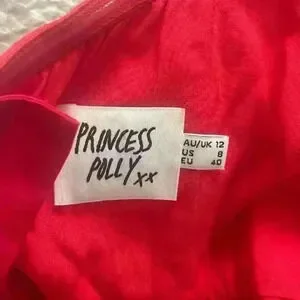 PRINCESS
POLLY xx
AU/UK 12
US 8
EU 40